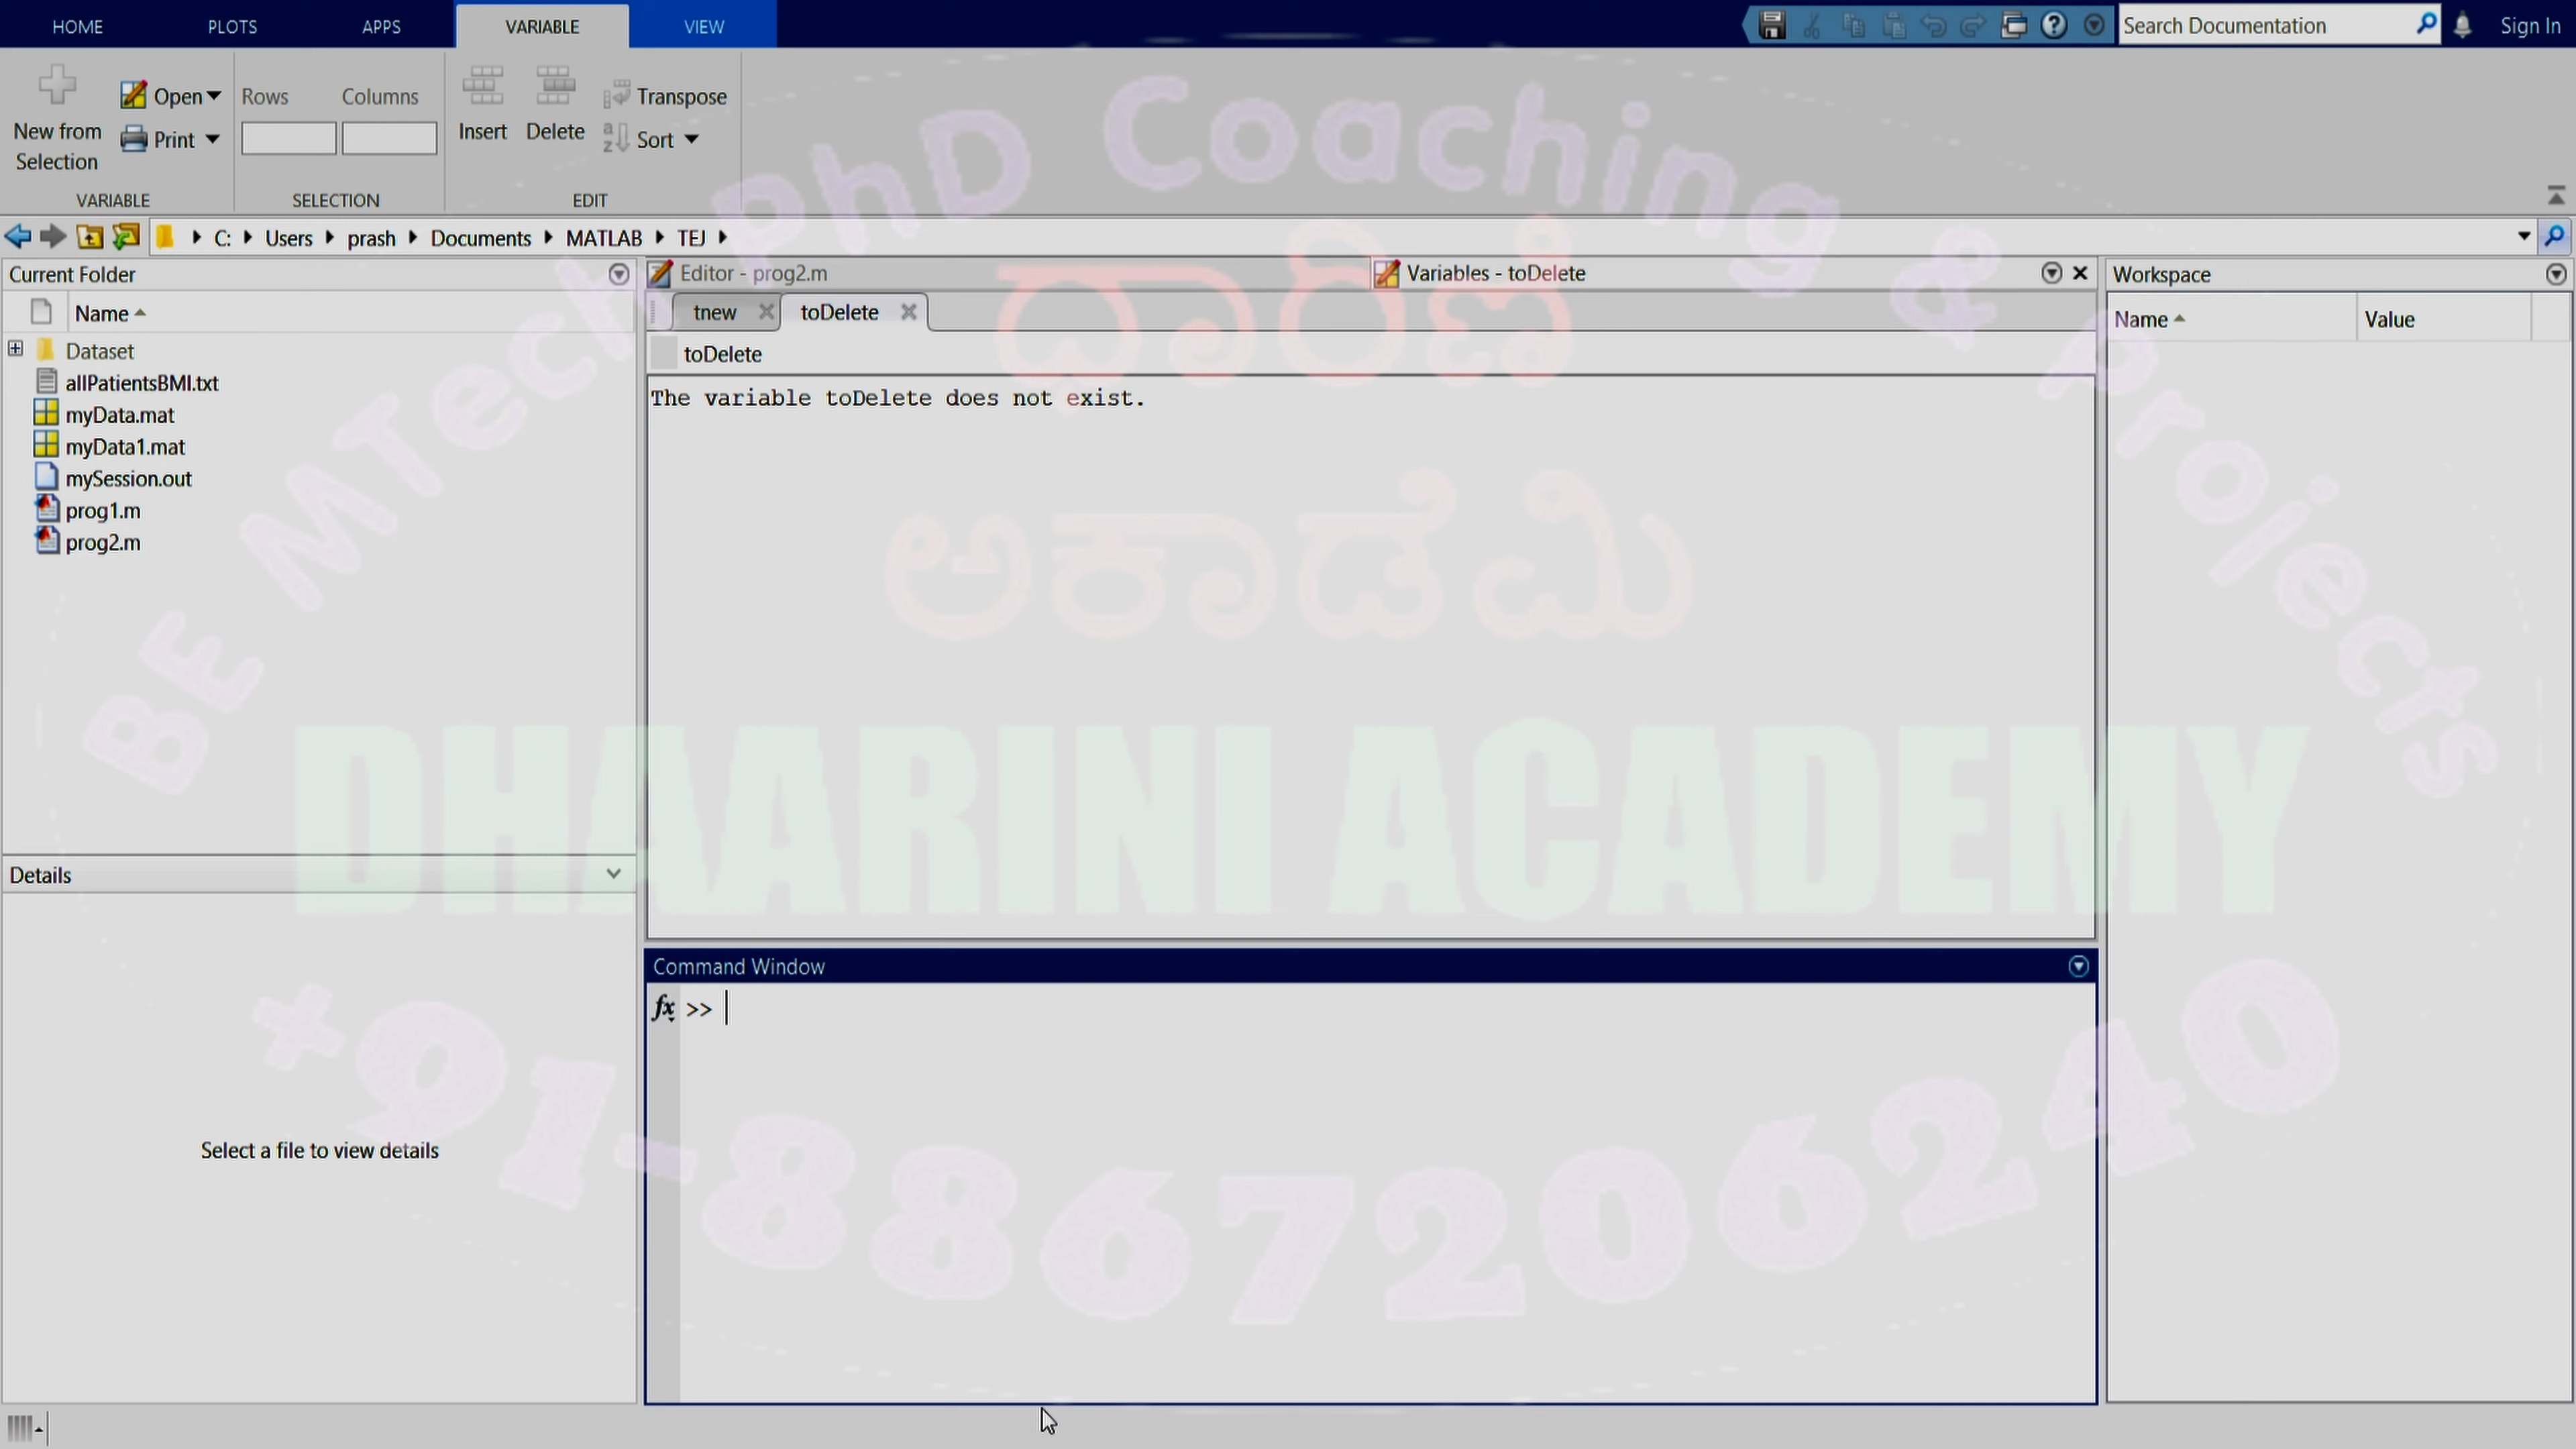 HOME PLOTS APPS VARIABLE VIEW Search Documentation Sign In
New from Selection Open Print Rows Columns Insert Delete Transpose Sort
VARIABLE SELECTION EDIT
C: Users prash Documents MATLAB TEJ
Current Folder
Name
Dataset
allPatientsBMI.txt
myData.mat
myData1.mat
mySession.out
prog1.m
prog2.m
Details
Select a file to view details
Editor - prog2.m Variables - toDelete
tnew toDelete
toDelete
The variable toDelete does not exist.
Command Window
fx >>
Workspace
Name Value
BE MTech PhD Coaching & Projects
ಧಾರಿಣಿ
ಅಕಾಡೆಮಿ
DHAARINI ACADEMY
+91-8867206240